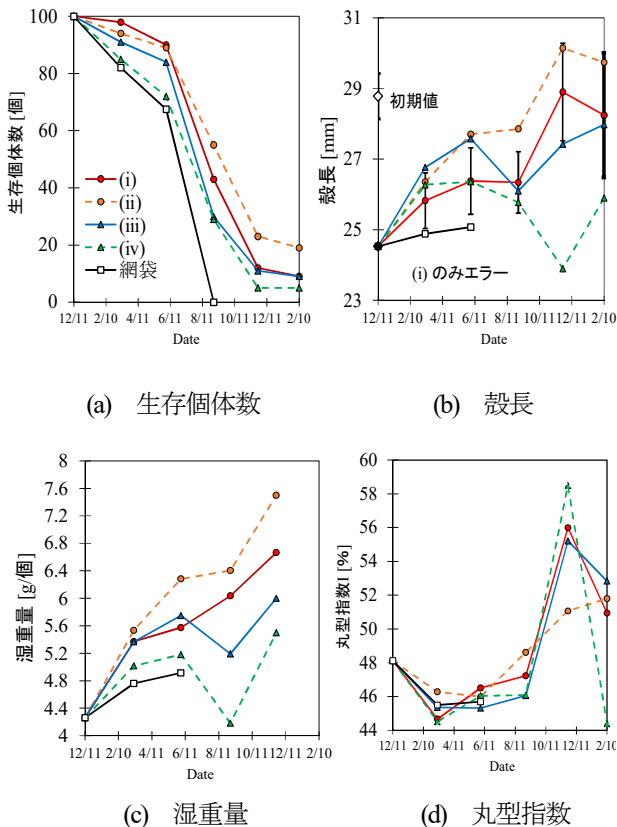 100
80
60
40
20
0
生存個体数 [個]
(i)
(ii)
(iii)
(iv)
網袋
12/11 2/10 4/11 6/11 8/11 10/11 12/11 2/10
Date
(a) 生存個体数
31
29
27
25
23
殻長 [mm]
初期値
(i) のみエラー
12/11 2/10 4/11 6/11 8/11 10/11 12/11 2/10
Date
(b) 殻長
8
7.6
7.2
6.8
6.4
6
5.6
5.2
4.8
4.4
4
湿重量 [g/個]
12/11 2/10 4/11 6/11 8/11 10/11 12/11 2/10
Date
(c) 湿重量
60
58
56
54
52
50
48
46
44
丸型指数I [%]
12/11 2/10 4/11 6/11 8/11 10/11 12/11 2/10
Date
(d) 丸型指数